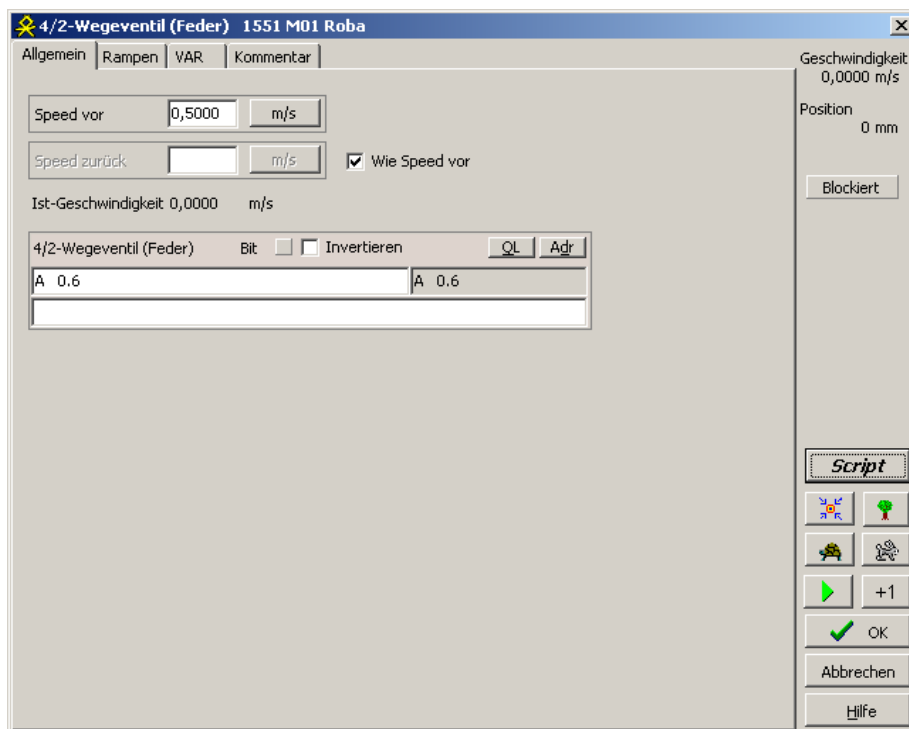 4/2-Wegeventil (Feder) 1551 M01 Roba
Allgemein Rampen VAR Kommentar
Geschwindigkeit
0,0000 m/s
Position
0 mm
Blockiert
Speed vor 0,5000 m/s
Speed zurück m/s Wie Speed vor
Ist-Geschwindigkeit 0,0000 m/s
4/2-Wegeventil (Feder) Bit Invertieren QL Adr
A 0.6 A 0.6
Script
+1
OK
Abbrechen
Hilfe